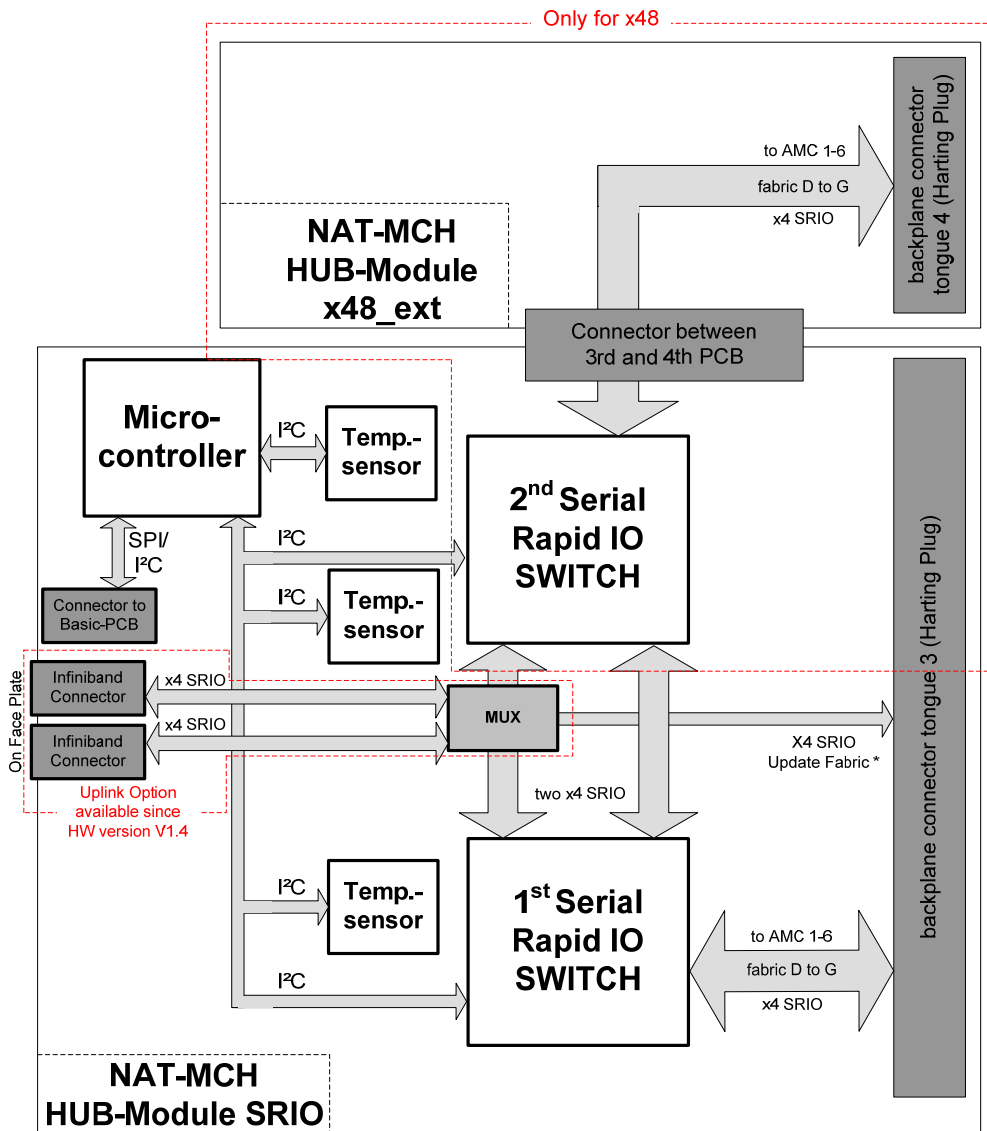 Only for x48
to AMC 1-6
fabric D to G
x4 SRIO
backplane connector
tongue 4 (Harting Plug)
NAT-MCH
HUB-Module
x48_ext
Connector between
3rd and 4th PCB
Micro-
controller
I²C
Temp.-
sensor
2nd Serial
Rapid IO
SWITCH
SPI/
I²C
I²C
I²C
Temp.-
sensor
Connector to
Basic-PCB
On Face Plate
Infiniband
Connector
x4 SRIO
Infiniband
Connector
x4 SRIO
MUX
X4 SRIO
Update Fabric *
Uplink Option
available since
HW version V1.4
two x4 SRIO
backplane connector tongue 3 (Harting Plug)
I²C
Temp.-
sensor
1st Serial
Rapid IO
SWITCH
I²C
to AMC 1-6
fabric D to G
x4 SRIO
NAT-MCH
HUB-Module SRIO